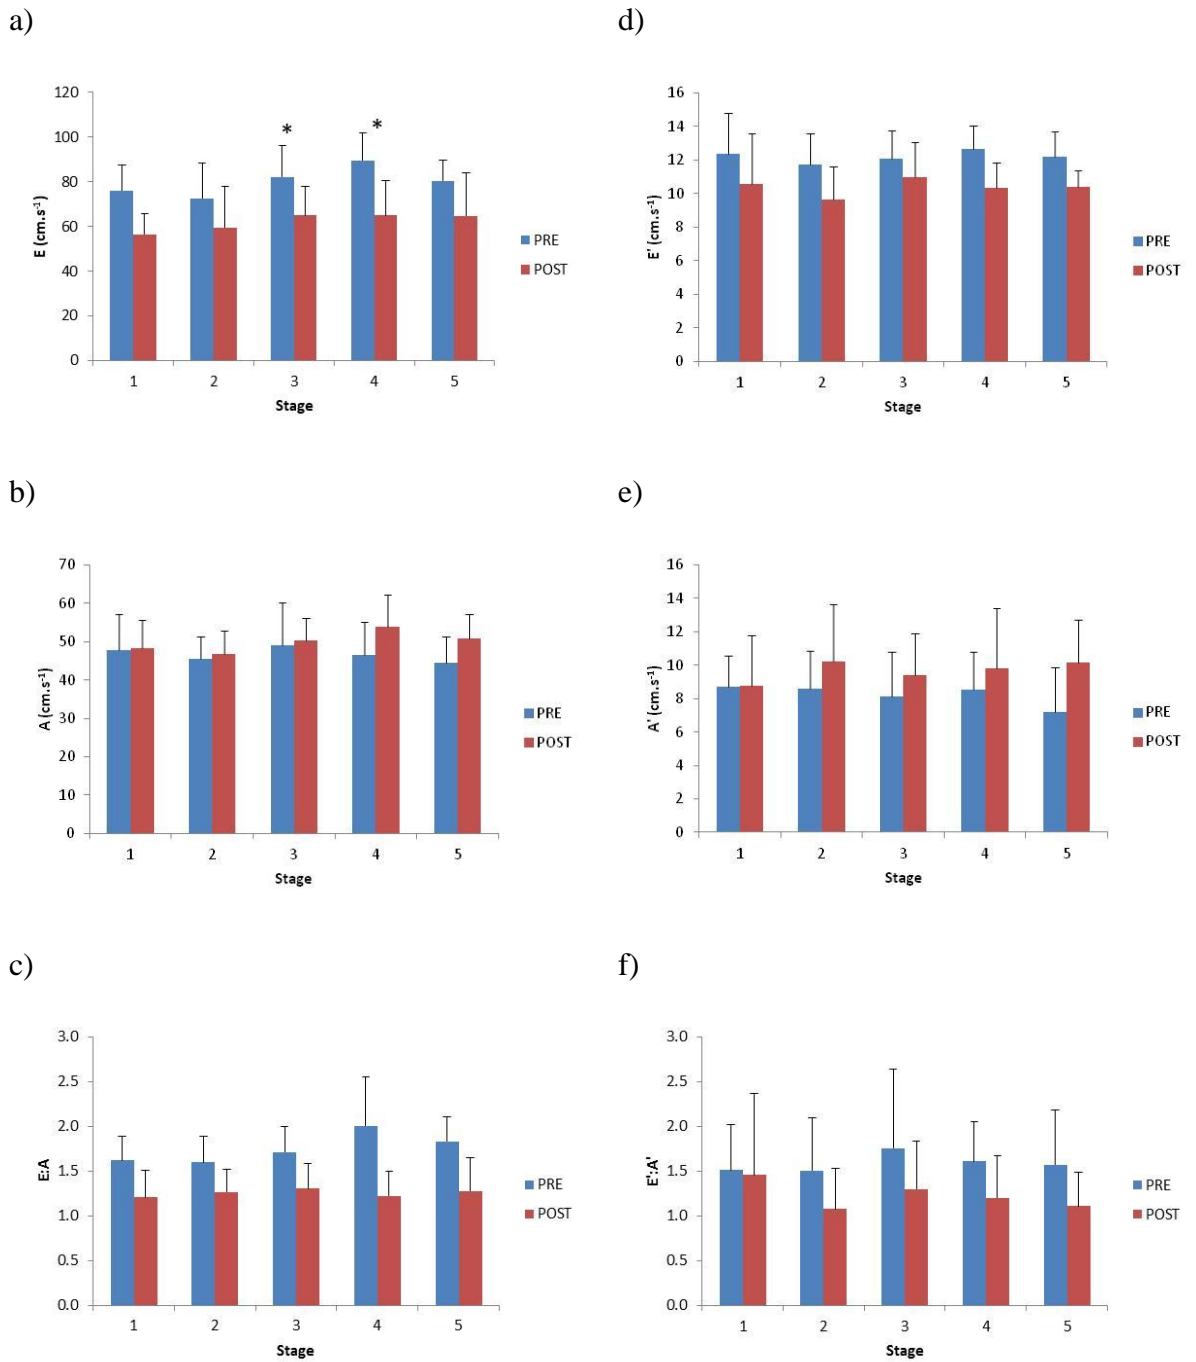 a)
120
100
80
60
40
20
0
E (cm.s⁻¹)
* *
1 2 3 4 5
Stage
PRE
POST
d)
16
14
12
10
8
6
4
2
0
E' (cm.s⁻¹)
1 2 3 4 5
Stage
PRE
POST
b)
70
60
50
40
30
20
10
0
A (cm.s⁻¹)
1 2 3 4 5
Stage
PRE
POST
e)
16
14
12
10
8
6
4
2
0
A' (cm.s⁻¹)
1 2 3 4 5
Stage
PRE
POST
c)
3.0
2.5
2.0
1.5
1.0
0.5
0.0
E:A
1 2 3 4 5
Stage
PRE
POST
f)
3.0
2.5
2.0
1.5
1.0
0.5
0.0
E':A'
1 2 3 4 5
Stage
PRE
POST